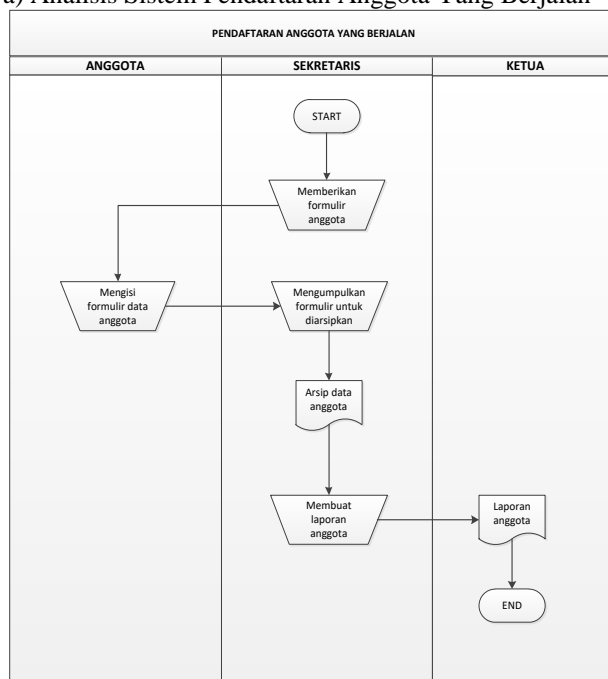 a) Analisis Sistem Pendaftaran Anggota Yang Berjalan
PENDAFTARAN ANGGOTA YANG BERJALAN
ANGGOTA
SEKRETARIS
KETUA
START
Memberikan
formulir
anggota
Mengisi
formulir data
anggota
Mengumpulkan
formulir untuk
diarsipkan
Arsip data
anggota
Membuat
laporan
anggota
Laporan
anggota
END